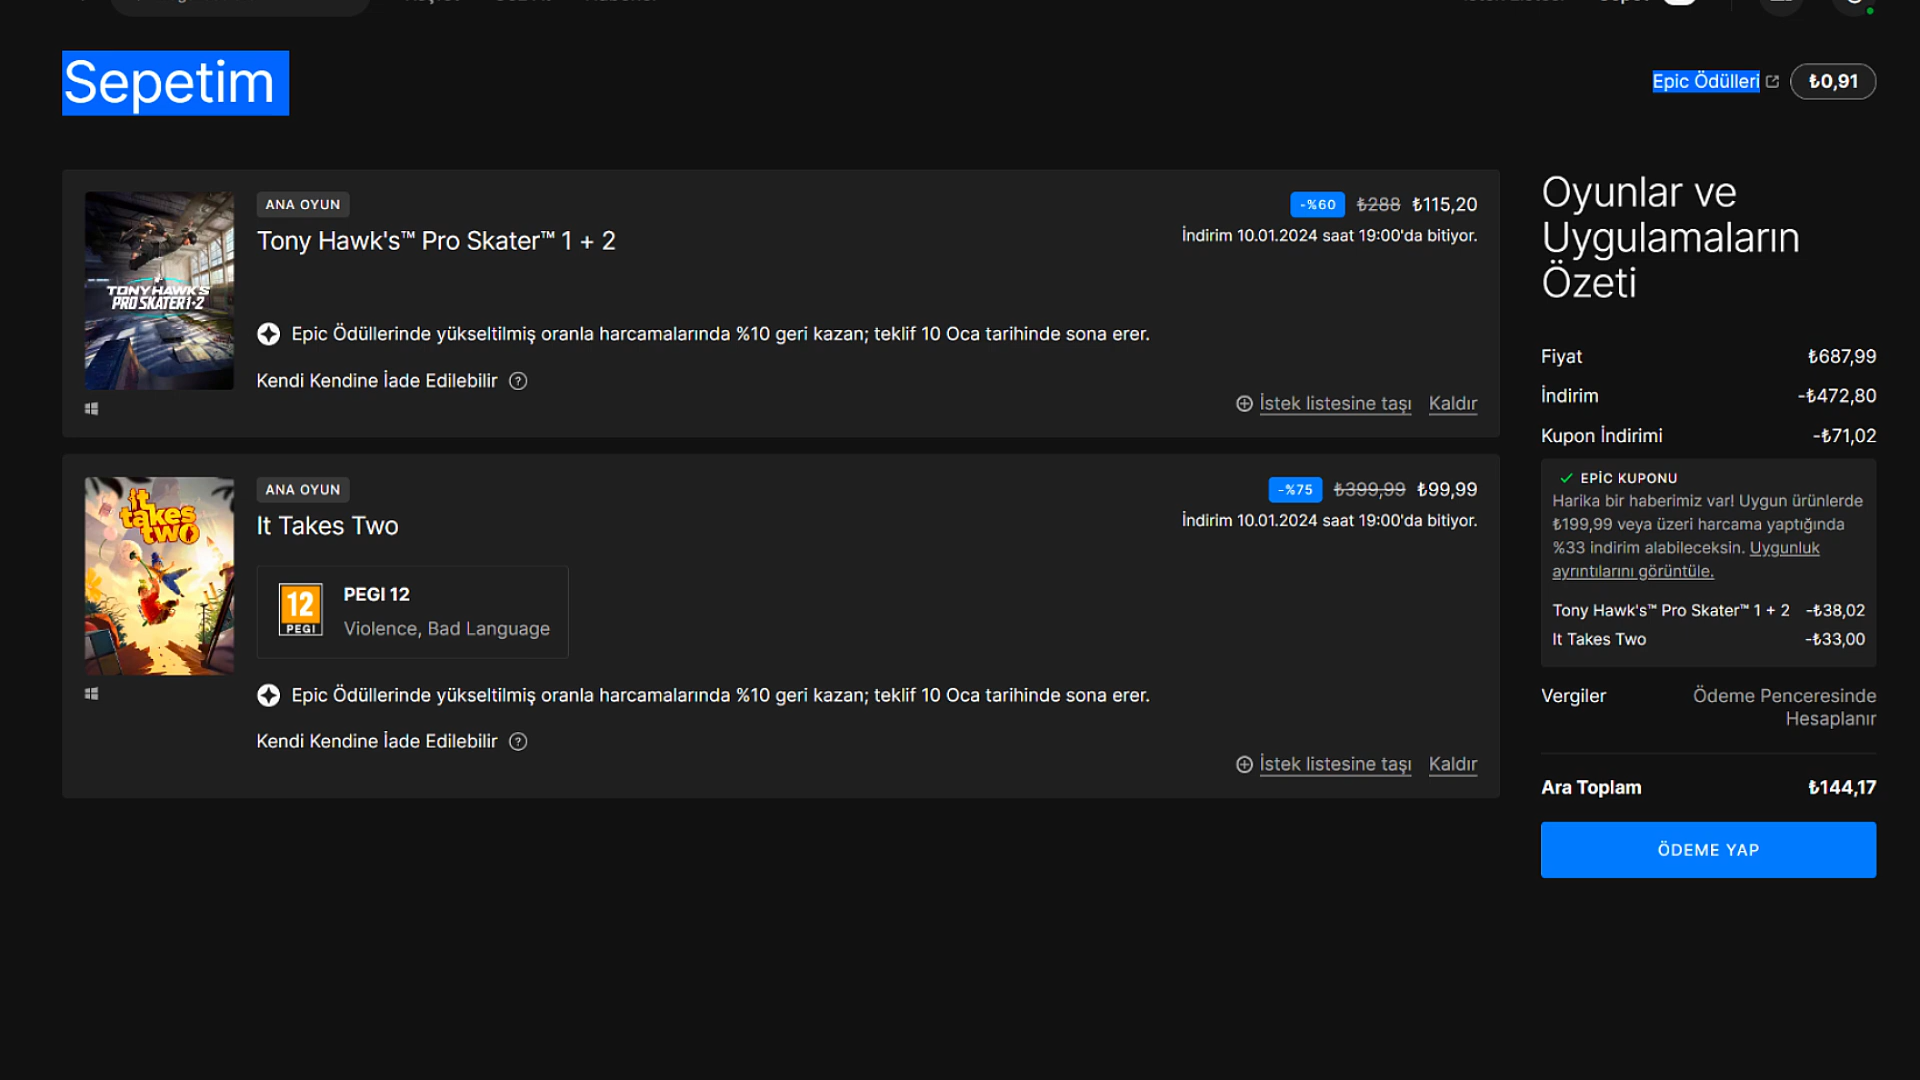 Sepetim
Epic Ödülleri
₺0,91
ANA OYUN
Tony Hawk's™ Pro Skater™ 1 + 2
-%60 ₺288 ₺115,20
İndirim 10.01.2024 saat 19:00'da bitiyor.
TONY HAWK'S
PRO SKATER 1+2
Epic Ödüllerinde yükseltilmiş oranla harcamalarında %10 geri kazan; teklif 10 Oca tarihinde sona erer.
Kendi Kendine İade Edilebilir
İstek listesine taşı Kaldır
ANA OYUN
It Takes Two
-%75 ₺399,99 ₺99,99
İndirim 10.01.2024 saat 19:00'da bitiyor.
it
takes
two
12
PEGI
PEGI 12
Violence, Bad Language
Epic Ödüllerinde yükseltilmiş oranla harcamalarında %10 geri kazan; teklif 10 Oca tarihinde sona erer.
Kendi Kendine İade Edilebilir
İstek listesine taşı Kaldır
Oyunlar ve
Uygulamaların
Özeti
Fiyat ₺687,99
İndirim -₺472,80
Kupon İndirimi -₺71,02
EPİC KUPONU
Harika bir haberimiz var! Uygun ürünlerde
₺199,99 veya üzeri harcama yaptığında
%33 indirim alabileceksin. Uygunluk
ayrıntılarını görüntüle.
Tony Hawk's™ Pro Skater™ 1 + 2 -₺38,02
It Takes Two -₺33,00
Vergiler Ödeme Penceresinde
Hesaplanır
Ara Toplam ₺144,17
ÖDEME YAP